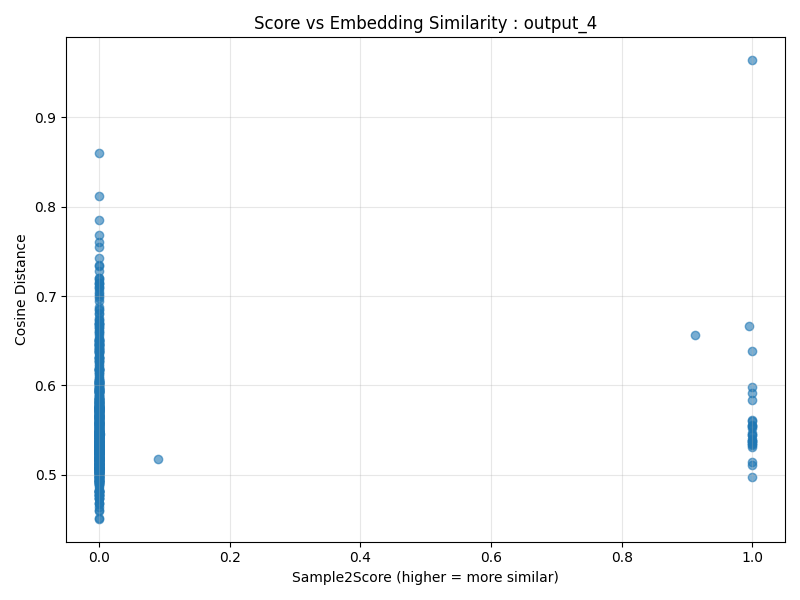 Score vs Embedding Similarity : output_4
Cosine Distance
0.9
0.8
0.7
0.6
0.5
0.0 0.2 0.4 0.6 0.8 1.0
Sample2Score (higher = more similar)